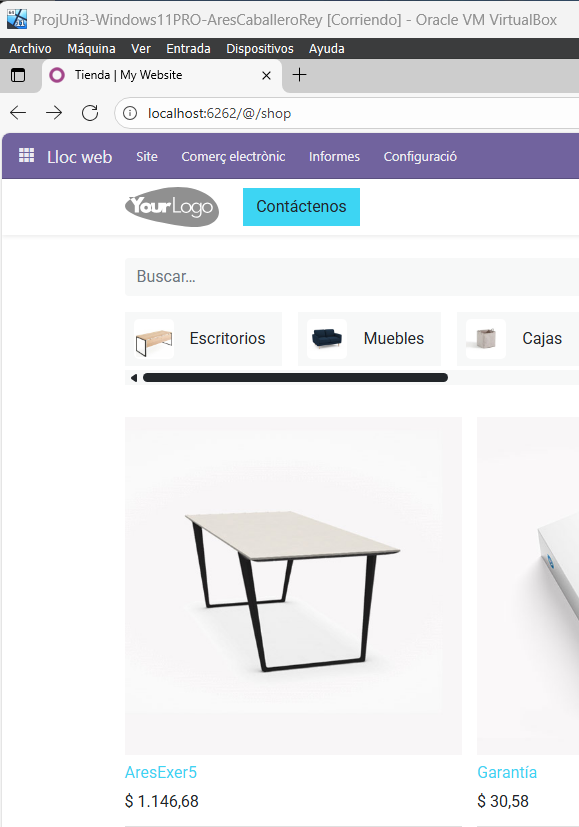 ProjUni3-Windows11PRO-AresCaballeroRey [Corriendo] - Oracle VM VirtualBox
Archivo Máquina Ver Entrada Dispositivos Ayuda
Tienda | My Website
localhost:6262/@/shop
Lloc web Site Comerç electrònic Informes Configuració
YourLogo Contáctenos
Buscar...
Escritorios Muebles Cajas
AresExer5 Garantía
$ 1.146,68 $ 30,58